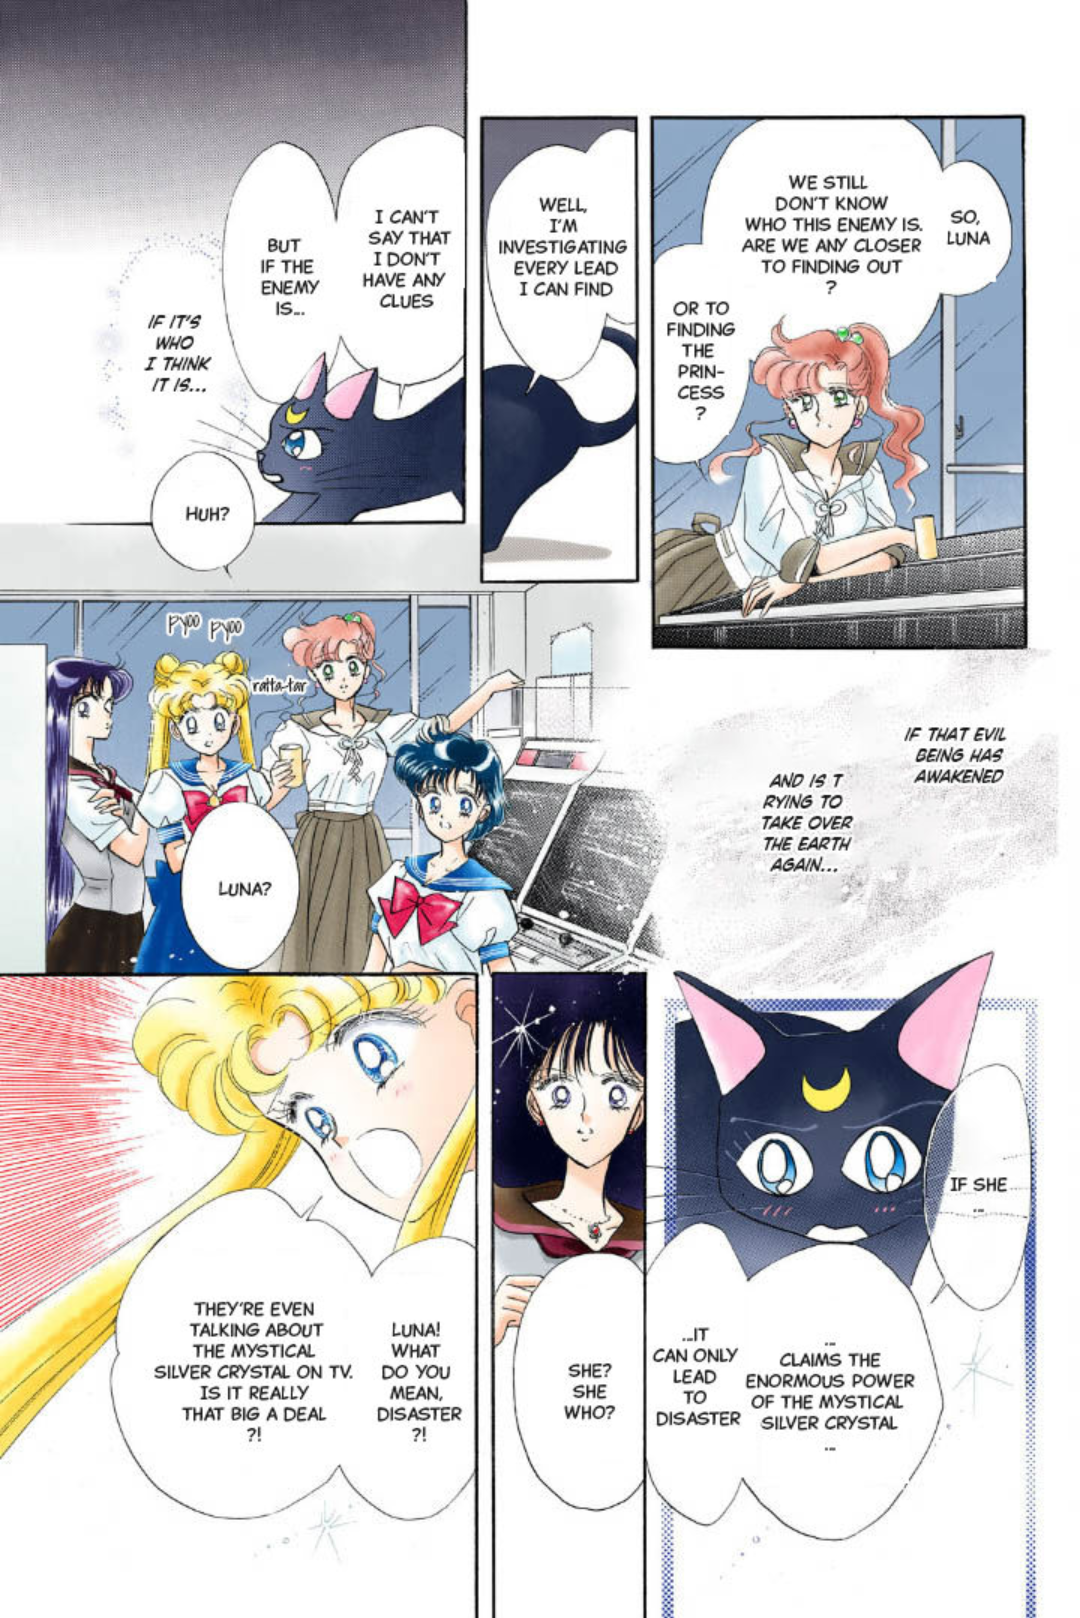 SO,
LUNA
WE STILL
DON'T KNOW
WHO THIS ENEMY IS.
ARE WE ANY CLOSER
TO FINDING OUT
?
OR TO
FINDING
THE
PRIN-
CESS
?
WELL,
I'M
INVESTIGATING
EVERY LEAD
I CAN FIND
I CAN'T
SAY THAT
I DON'T
HAVE ANY
CLUES
BUT
IF THE
ENEMY
IS...
IF IT'S
WHO
I THINK
IT IS...
HUH?
pyoo pyoo
ratta-tar
LUNA?
IF THAT EVIL
BEING HAS
AWAKENED
AND IS T
RYING TO
TAKE OVER
THE EARTH
AGAIN...
IF SHE
...
...
CLAIMS THE
ENORMOUS POWER
OF THE MYSTICAL
SILVER CRYSTAL
...
...IT
CAN ONLY
LEAD
TO
DISASTER
SHE?
SHE
WHO?
LUNA!
WHAT
DO YOU
MEAN,
DISASTER
?!
THEY'RE EVEN
TALKING ABOUT
THE MYSTICAL
SILVER CRYSTAL ON TV.
IS IT REALLY
THAT BIG A DEAL
?!